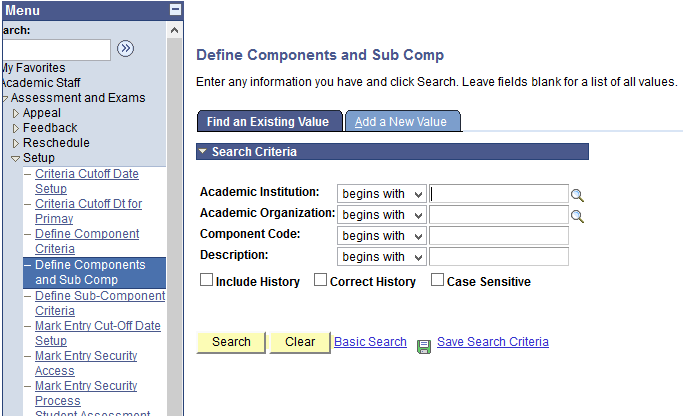 Menu
arch:
My Favorites
Academic Staff
Assessment and Exams
Appeal
Feedback
Reschedule
Setup
Criteria Cutoff Date
Setup
Criteria Cutoff Dt for
Primay
Define Component
Criteria
Define Components
and Sub Comp
Define Sub-Component
Criteria
Mark Entry Cut-Off Date
Setup
Mark Entry Security
Access
Mark Entry Security
Process
Student Assessment
Define Components and Sub Comp
Enter any information you have and click Search. Leave fields blank for a list of all values.
Find an Existing Value Add a New Value
Search Criteria
Academic Institution: begins with
Academic Organization: begins with
Component Code: begins with
Description: begins with
Include History Correct History Case Sensitive
Search Clear Basic Search Save Search Criteria